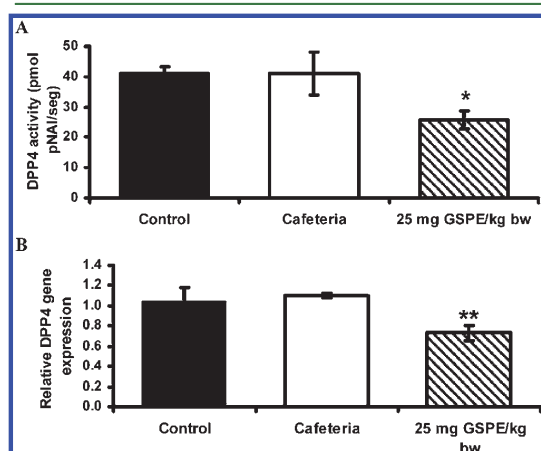 A
DPP4 activity (pmol
pNAl/seg)
50
40
30
20
10
0
*
Control
Cafeteria
25 mg GSPE/kg bw
B
Relative DPP4 gene
expression
1.4
1.2
1.0
0.8
0.6
0.4
0.2
0.0
**
Control
Cafeteria
25 mg GSPE/kg
bw